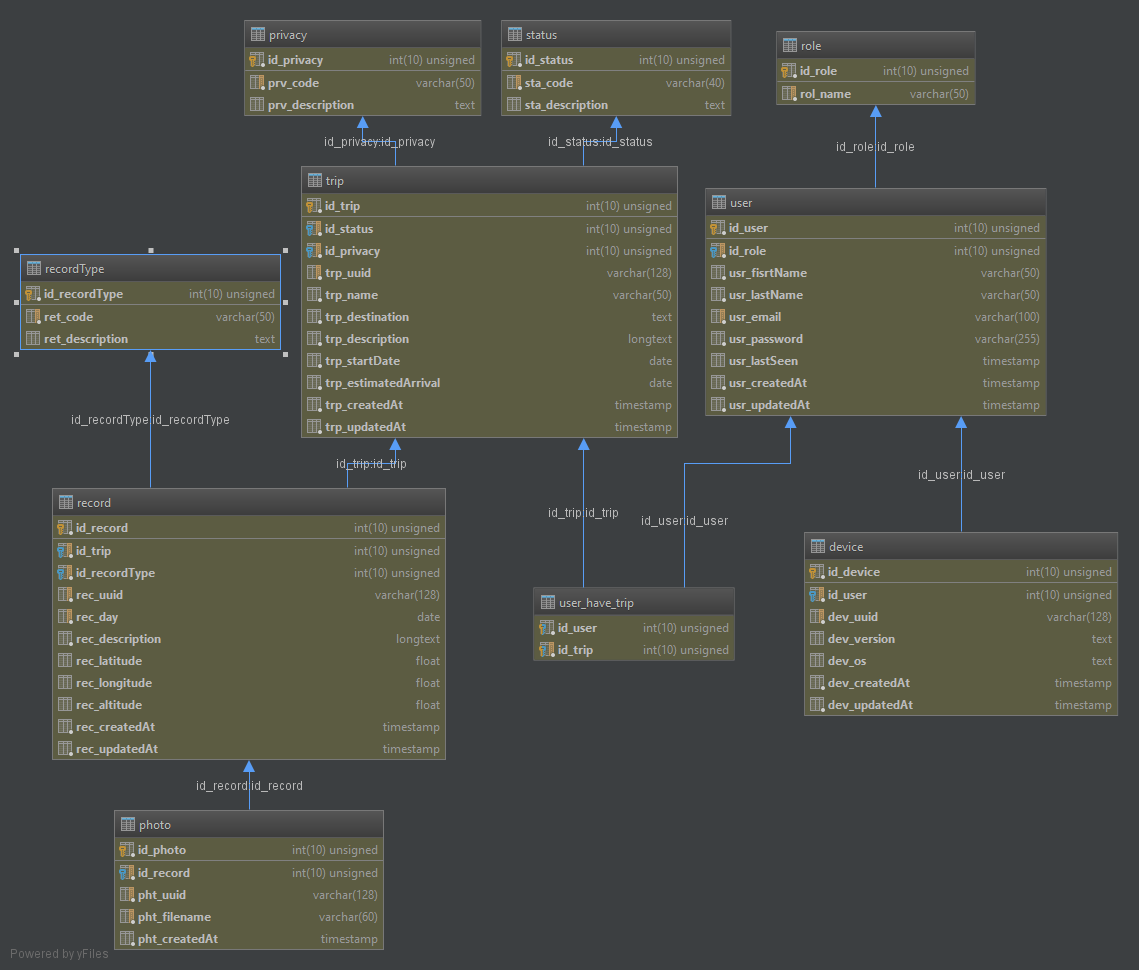 privacy
id_privacy int(10) unsigned
prv_code varchar(50)
prv_description text
status
id_status int(10) unsigned
sta_code varchar(40)
sta_description text
role
id_role int(10) unsigned
rol_name varchar(50)
id_privacy:id_privacy
id_status:id_status
id_role:id_role
trip
id_trip int(10) unsigned
id_status int(10) unsigned
id_privacy int(10) unsigned
trp_uuid varchar(128)
trp_name varchar(50)
trp_destination text
trp_description longtext
trp_startDate date
trp_estimatedArrival date
trp_createdAt timestamp
trp_updatedAt timestamp
user
id_user int(10) unsigned
id_role int(10) unsigned
usr_fisrtName varchar(50)
usr_lastName varchar(50)
usr_email varchar(100)
usr_password varchar(255)
usr_lastSeen timestamp
usr_createdAt timestamp
usr_updatedAt timestamp
recordType
id_recordType int(10) unsigned
ret_code varchar(50)
ret_description text
id_recordType:id_recordType
id_trip:id_trip
id_trip:id_trip
id_user:id_user
id_user:id_user
record
id_record int(10) unsigned
id_trip int(10) unsigned
id_recordType int(10) unsigned
rec_uuid varchar(128)
rec_day date
rec_description longtext
rec_latitude float
rec_longitude float
rec_altitude float
rec_createdAt timestamp
rec_updatedAt timestamp
user_have_trip
id_user int(10) unsigned
id_trip int(10) unsigned
device
id_device int(10) unsigned
id_user int(10) unsigned
dev_uuid varchar(128)
dev_version text
dev_os text
dev_createdAt timestamp
dev_updatedAt timestamp
id_record:id_record
photo
id_photo int(10) unsigned
id_record int(10) unsigned
pht_uuid varchar(128)
pht_filename varchar(60)
pht_createdAt timestamp
Powered by yFiles